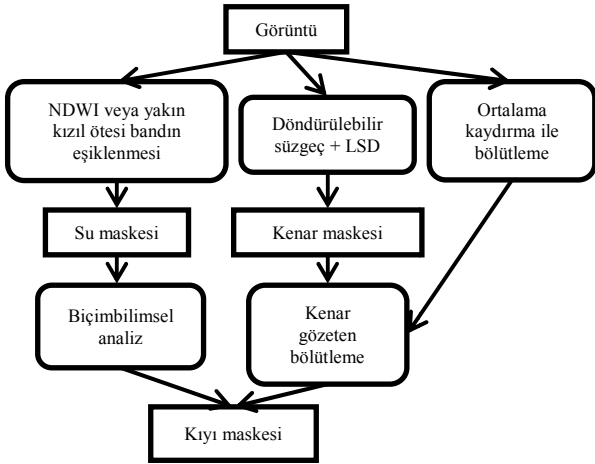 Görüntü
NDWI veya yakın
kızıl ötesi bandın
eşiklenmesi
Döndürülebilir
süzgeç + LSD
Ortalama
kaydırma ile
bölütleme
Su maskesi
Kenar maskesi
Biçimbilimsel
analiz
Kenar
gözeten
bölütleme
Kıyı maskesi